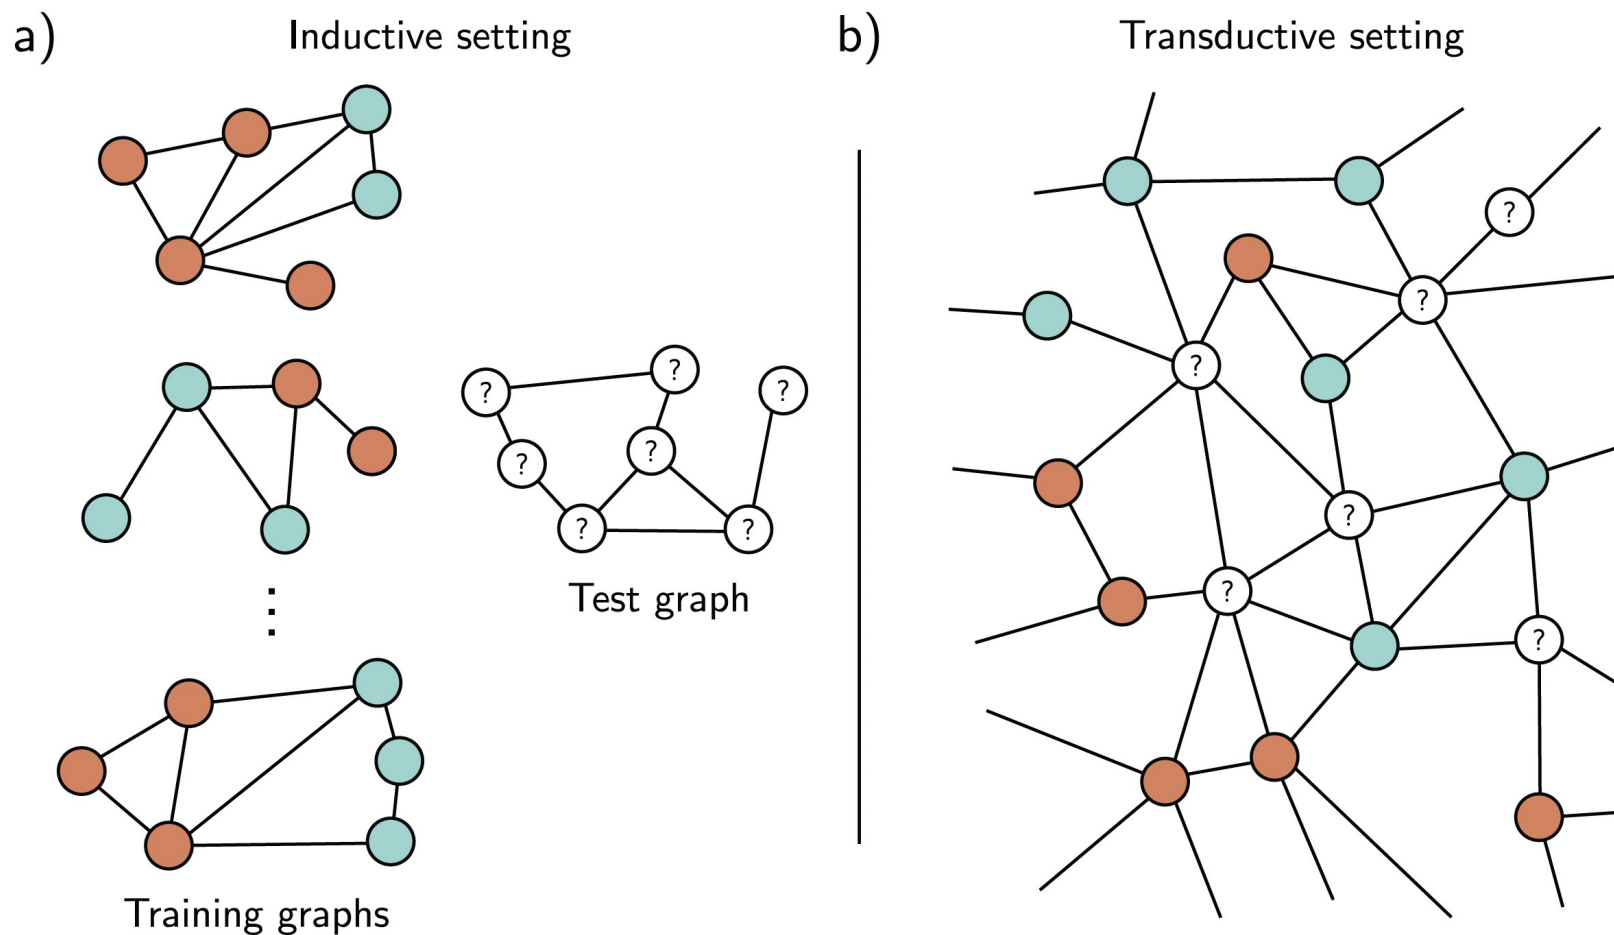 a) Inductive setting
? ? ?
? ?
? ?
Test graph
Training graphs
b) Transductive setting
?
?
?
?
?
?